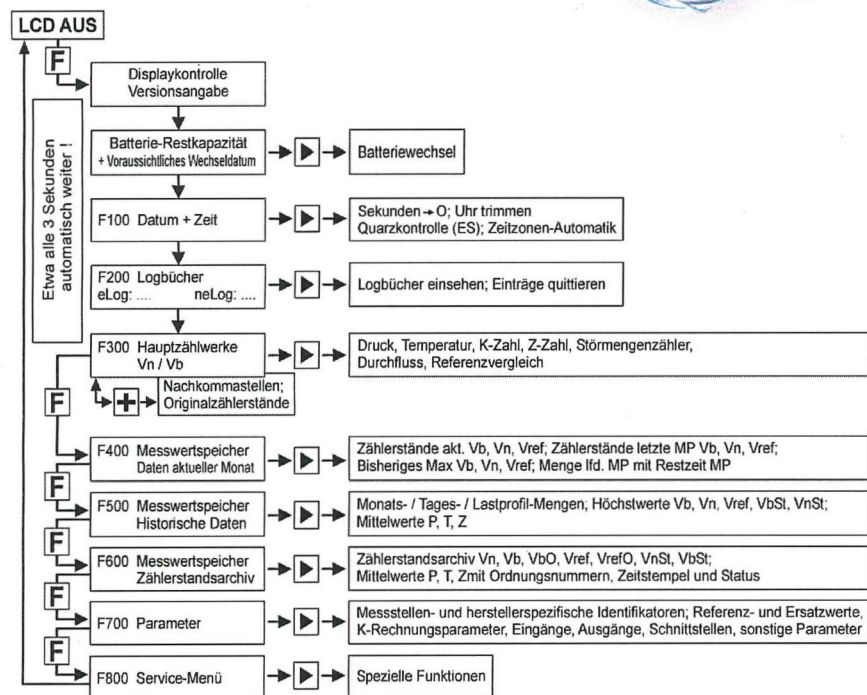 LCD AUS
F
Displaykontrolle
Versionsangabe
Etwa alle 3 Sekunden
automatisch weiter !
Batterie-Restkapazität
+ Voraussichtliches Wechseldatum
Batteriewechsel
F100 Datum + Zeit
Sekunden→O; Uhr trimmen
Quarzkontrolle (ES); Zeitzonen-Automatik
F200 Logbücher
eLog: .... neLog: ....
Logbücher einsehen; Einträge quittieren
F300 Hauptzählwerke
Vn / Vb
Druck, Temperatur, K-Zahl, Z-Zahl, Störmengenzähler,
Durchfluss, Referenzvergleich
+
Nachkommastellen;
Originalzählerstände
F
F400 Messwertspeicher
Daten aktueller Monat
Zählerstände akt. Vb, Vn, Vref; Zählerstände letzte MP Vb, Vn, Vref;
Bisheriges Max Vb, Vn, Vref; Menge lfd. MP mit Restzeit MP
F
F500 Messwertspeicher
Historische Daten
Monats- / Tages- / Lastprofil-Mengen; Höchstwerte Vb, Vn, Vref, VbSt, VnSt;
Mittelwerte P, T, Z
F
F600 Messwertspeicher
Zählerstandsarchiv
Zählerstandsarchiv Vn, Vb, VbO, Vref, VrefO, VnSt, VbSt;
Mittelwerte P, T, Zmit Ordnungsnummern, Zeitstempel und Status
F
F700 Parameter
Messstellen- und herstellerspezifische Identifikatoren; Referenz- und Ersatzwerte,
K-Rechnungsparameter, Eingänge, Ausgänge, Schnittstellen, sonstige Parameter
F
F800 Service-Menü
Spezielle Funktionen